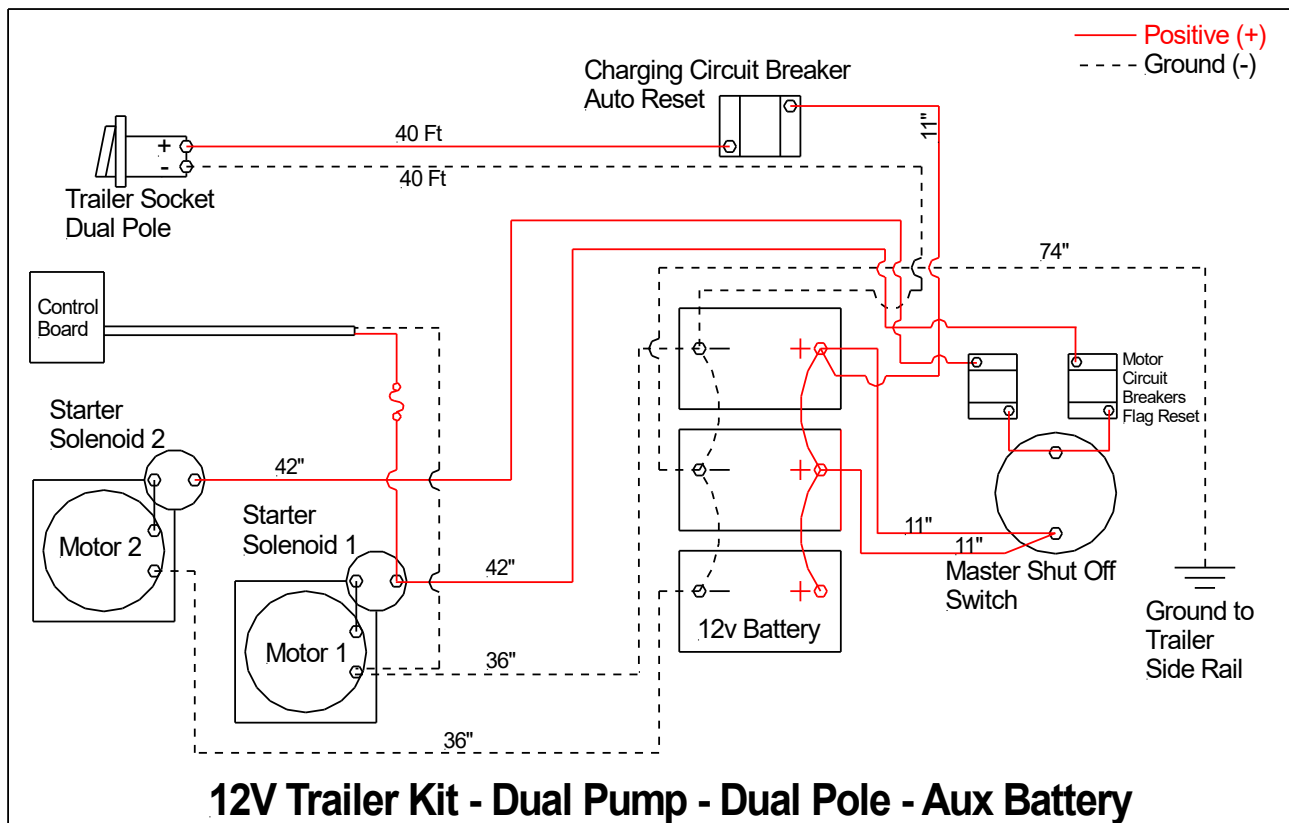 Positive (+)
Ground (-)
Charging Circuit Breaker
Auto Reset
11"
40 Ft
+
-
40 Ft
Trailer Socket
Dual Pole
74"
Control
Board
Motor
Circuit
Breakers
Flag Reset
Starter
Solenoid 2
42"
Motor 2
Starter
Solenoid 1
42"
Motor 1
36"
36"
— +
— +
— +
12v Battery
11"
11"
Master Shut Off
Switch
Ground to
Trailer
Side Rail
12V Trailer Kit - Dual Pump - Dual Pole - Aux Battery